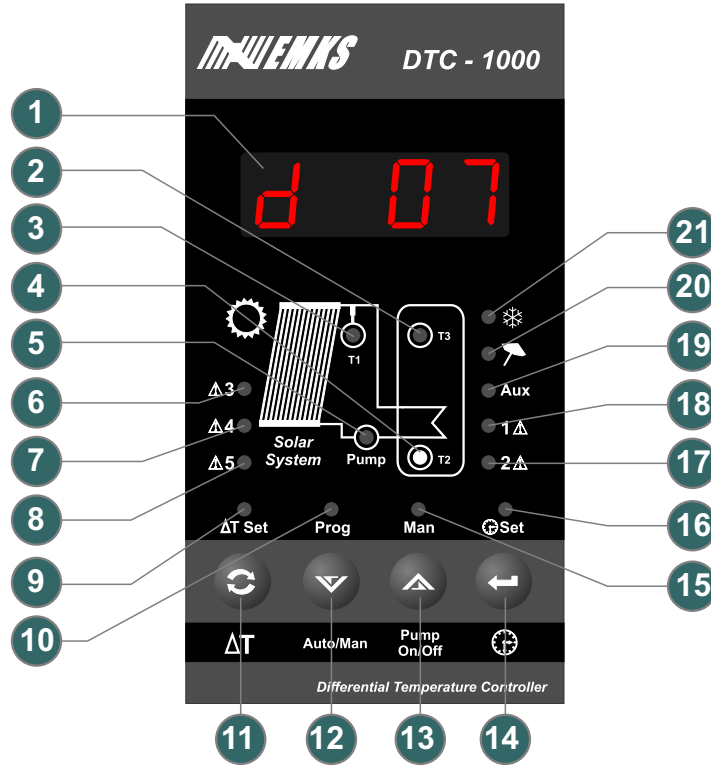 EMKS DTC - 1000
1
2
3
4
5
6
7
8
9
10
d 07
T1
T3
⚠3
⚠4
⚠5
Solar
System
Pump
T2
Aux
1⚠
2⚠
ΔT Set
Prog
Man
Set
21
20
19
18
17
16
15
ΔT
Auto/Man
Pump
On/Off
Differential Temperature Controller
11
12
13
14